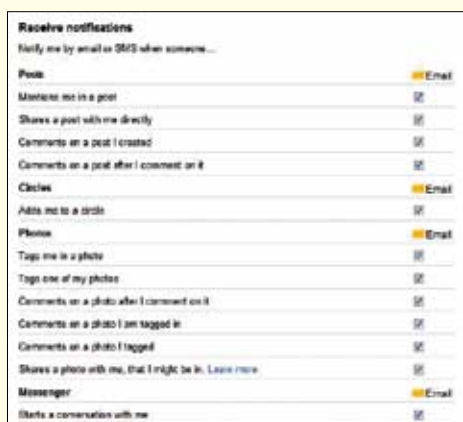 Receive notifications
Notify me by email or SMS when someone...
Posts Email
Mentions me in a post
Shares a post with me directly
Comments on a post I created
Comments on a post after I comment on it
Circles Email
Adds me to a circle
Photos Email
Tags me in a photo
Tags one of my photos
Comments on a photo after I comment on it
Comments on a photo I am tagged in
Comments on a photo I tagged
Shares a photo with me, that I might be in. Learn more
Messenger Email
Starts a conversation with me